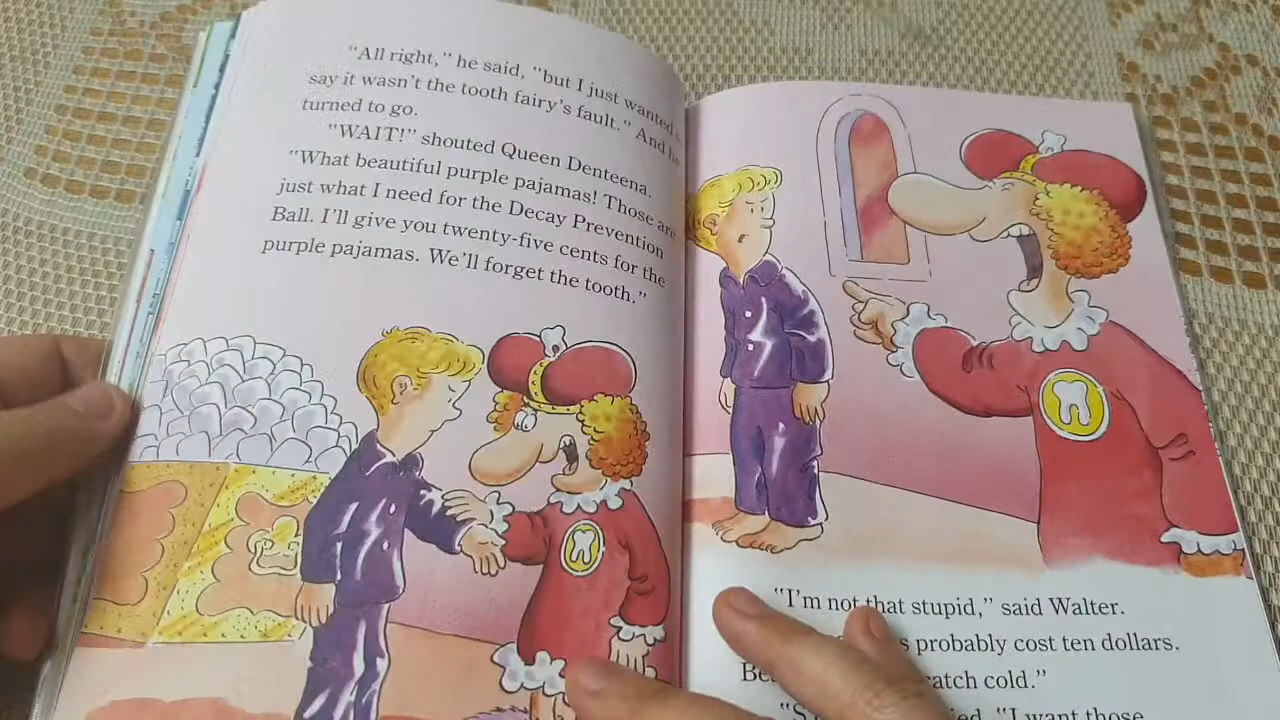 "All right," he said, "but I just wanted
say it wasn't the tooth fairy's fault." And he
turned to go.
"WAIT!" shouted Queen Denteena.
"What beautiful purple pajamas! Those are
just what I need for the Decay Prevention
Ball. I'll give you twenty-five cents for the
purple pajamas. We'll forget the tooth."
"I'm not that stupid," said Walter.
probably cost ten dollars.
cold."
"I want those